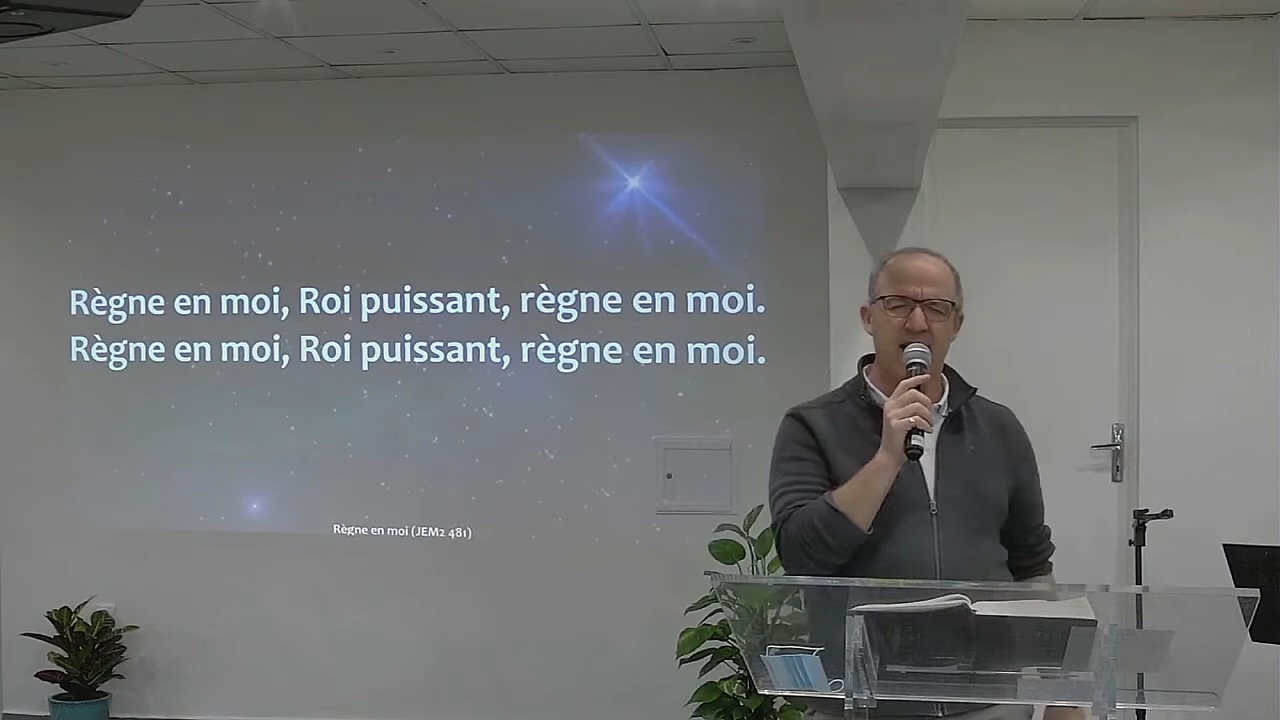 Règne en moi, Roi puissant, règne en moi.
Règne en moi, Roi puissant, règne en moi.
Règne en moi (JEM2 481)